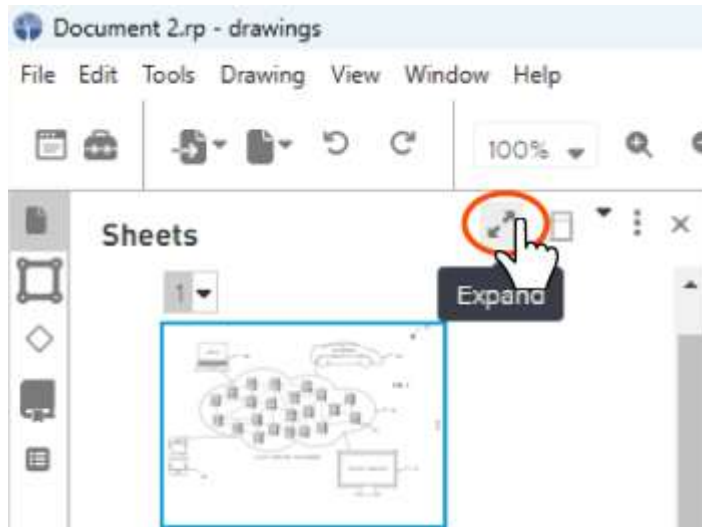 Document 2.rp - drawings
File Edit Tools Drawing View Window Help
100%
Sheets
Expand
1